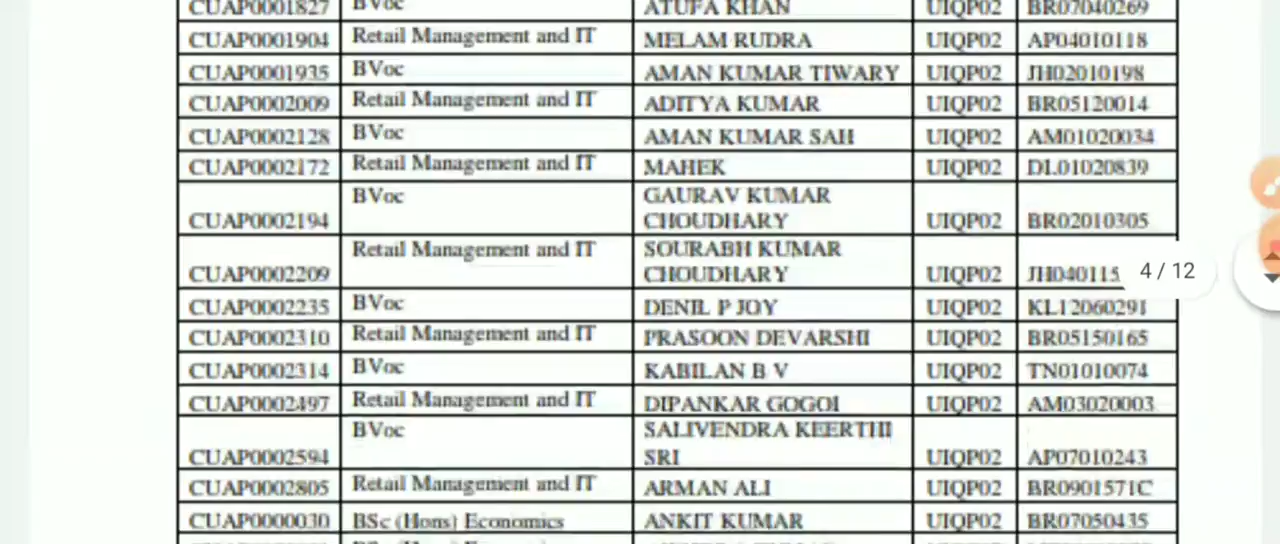 CUAP0001827 BVoc ATUFA KHAN UIQP02 BR07040269
CUAP0001904 Retail Management and IT MELAM RUDRA UIQP02 AP04010118
CUAP0001935 BVoc AMAN KUMAR TIWARY UIQP02 JH02010198
CUAP0002009 Retail Management and IT ADITYA KUMAR UIQP02 BR05120014
CUAP0002128 BVoc AMAN KUMAR SAH UIQP02 AM01020034
CUAP0002172 Retail Management and IT MAHEK UIQP02 DL01020839
BVoc GAURAV KUMAR
CUAP0002194 CHOUDHARY UIQP02 BR02010305
Retail Management and IT SOURABH KUMAR
CUAP0002209 CHOUDHARY UIQP02 4 / 12
CUAP0002235 BVoc DENIL P JOY UIQP02 KL12060291
CUAP0002310 Retail Management and IT PRASOON DEVARSHI UIQP02 BR05150165
CUAP0002314 BVoc KABILAN B V UIQP02 TN01010074
CUAP0002497 Retail Management and IT DIPANKAR GOGOI UIQP02 AM03020003
BVoc SALIVENDRA KEERTHI
CUAP0002594 SRI UIQP02 AP07010243
CUAP0002805 Retail Management and IT ARMAN ALI UIQP02 BR0901571C
CUAP0000030 BSc (Hons) Economics ANKIT KUMAR UIQP02 BR07050435